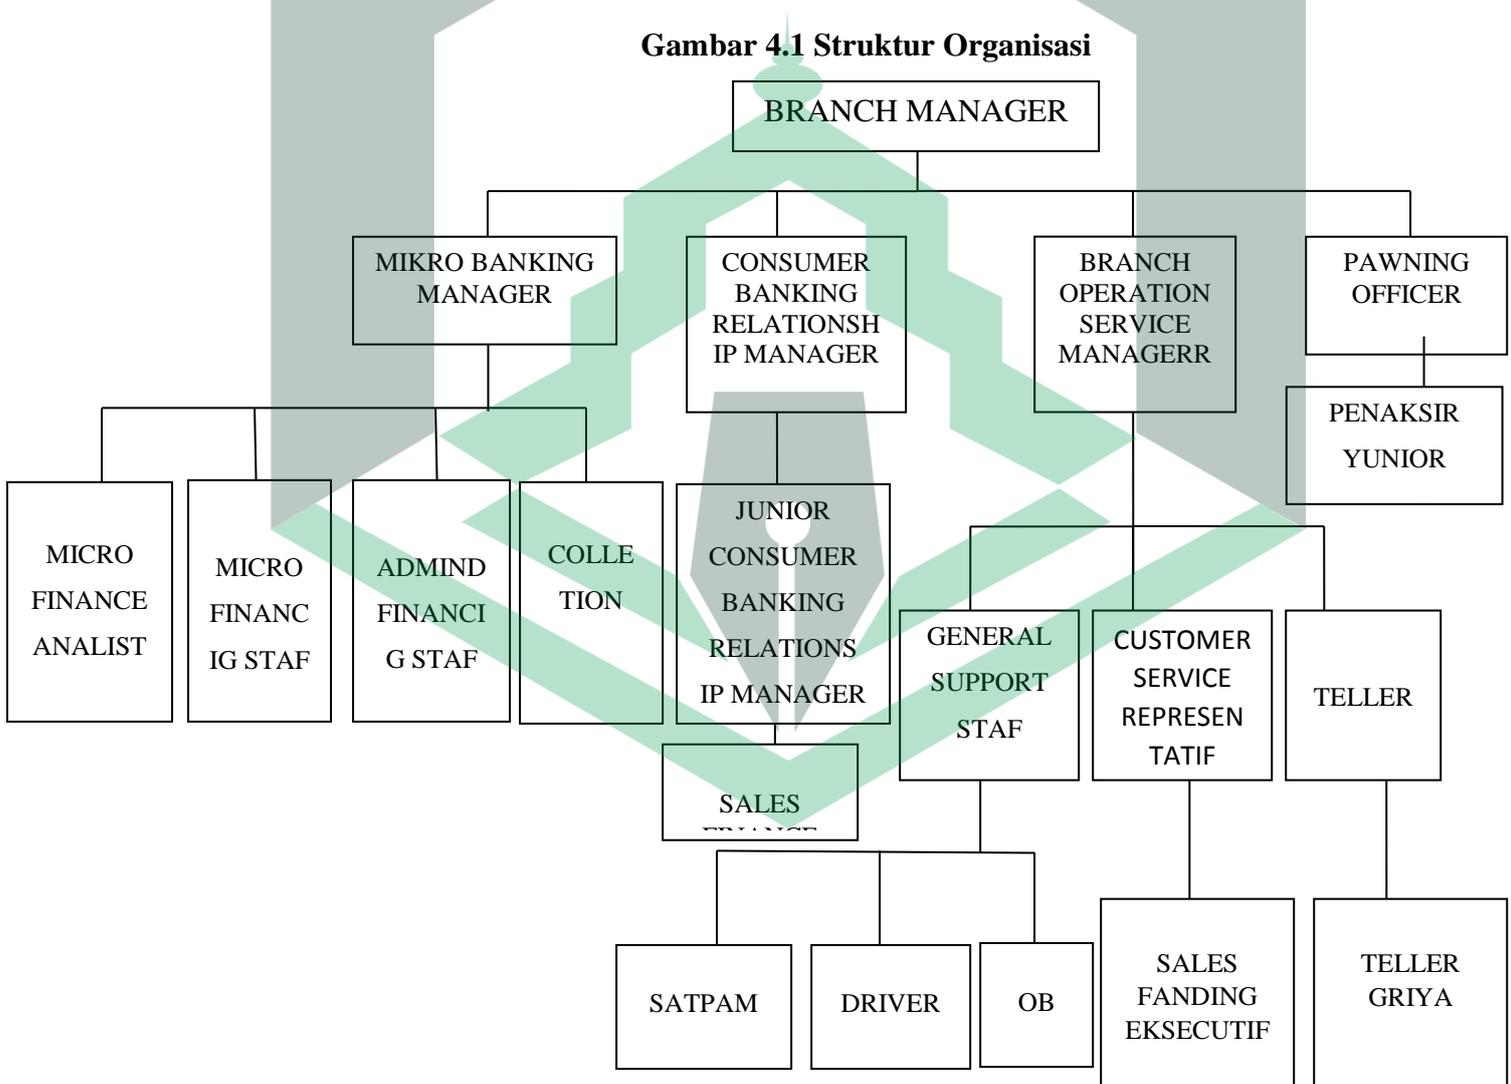 Gambar 4.1 Struktur Organisasi
BRANCH MANAGER
MIKRO BANKING
MANAGER
CONSUMER
BANKING
RELATIONSH
IP MANAGER
BRANCH
OPERATION
SERVICE
MANAGERR
PAWNING
OFFICER
PENAKSIR
YUNIOR
MICRO
FINANCE
ANALIST
MICRO
FINANC
IG STAF
ADMIND
FINANCI
G STAF
COLLE
TION
JUNIOR
CONSUMER
BANKING
RELATIONS
IP MANAGER
SALES
GENERAL
SUPPORT
STAF
CUSTOMER
SERVICE
REPRESEN
TATIF
TELLER
SATPAM
DRIVER
OB
SALES
FANDING
EKSECUTIF
TELLER
GRIYA